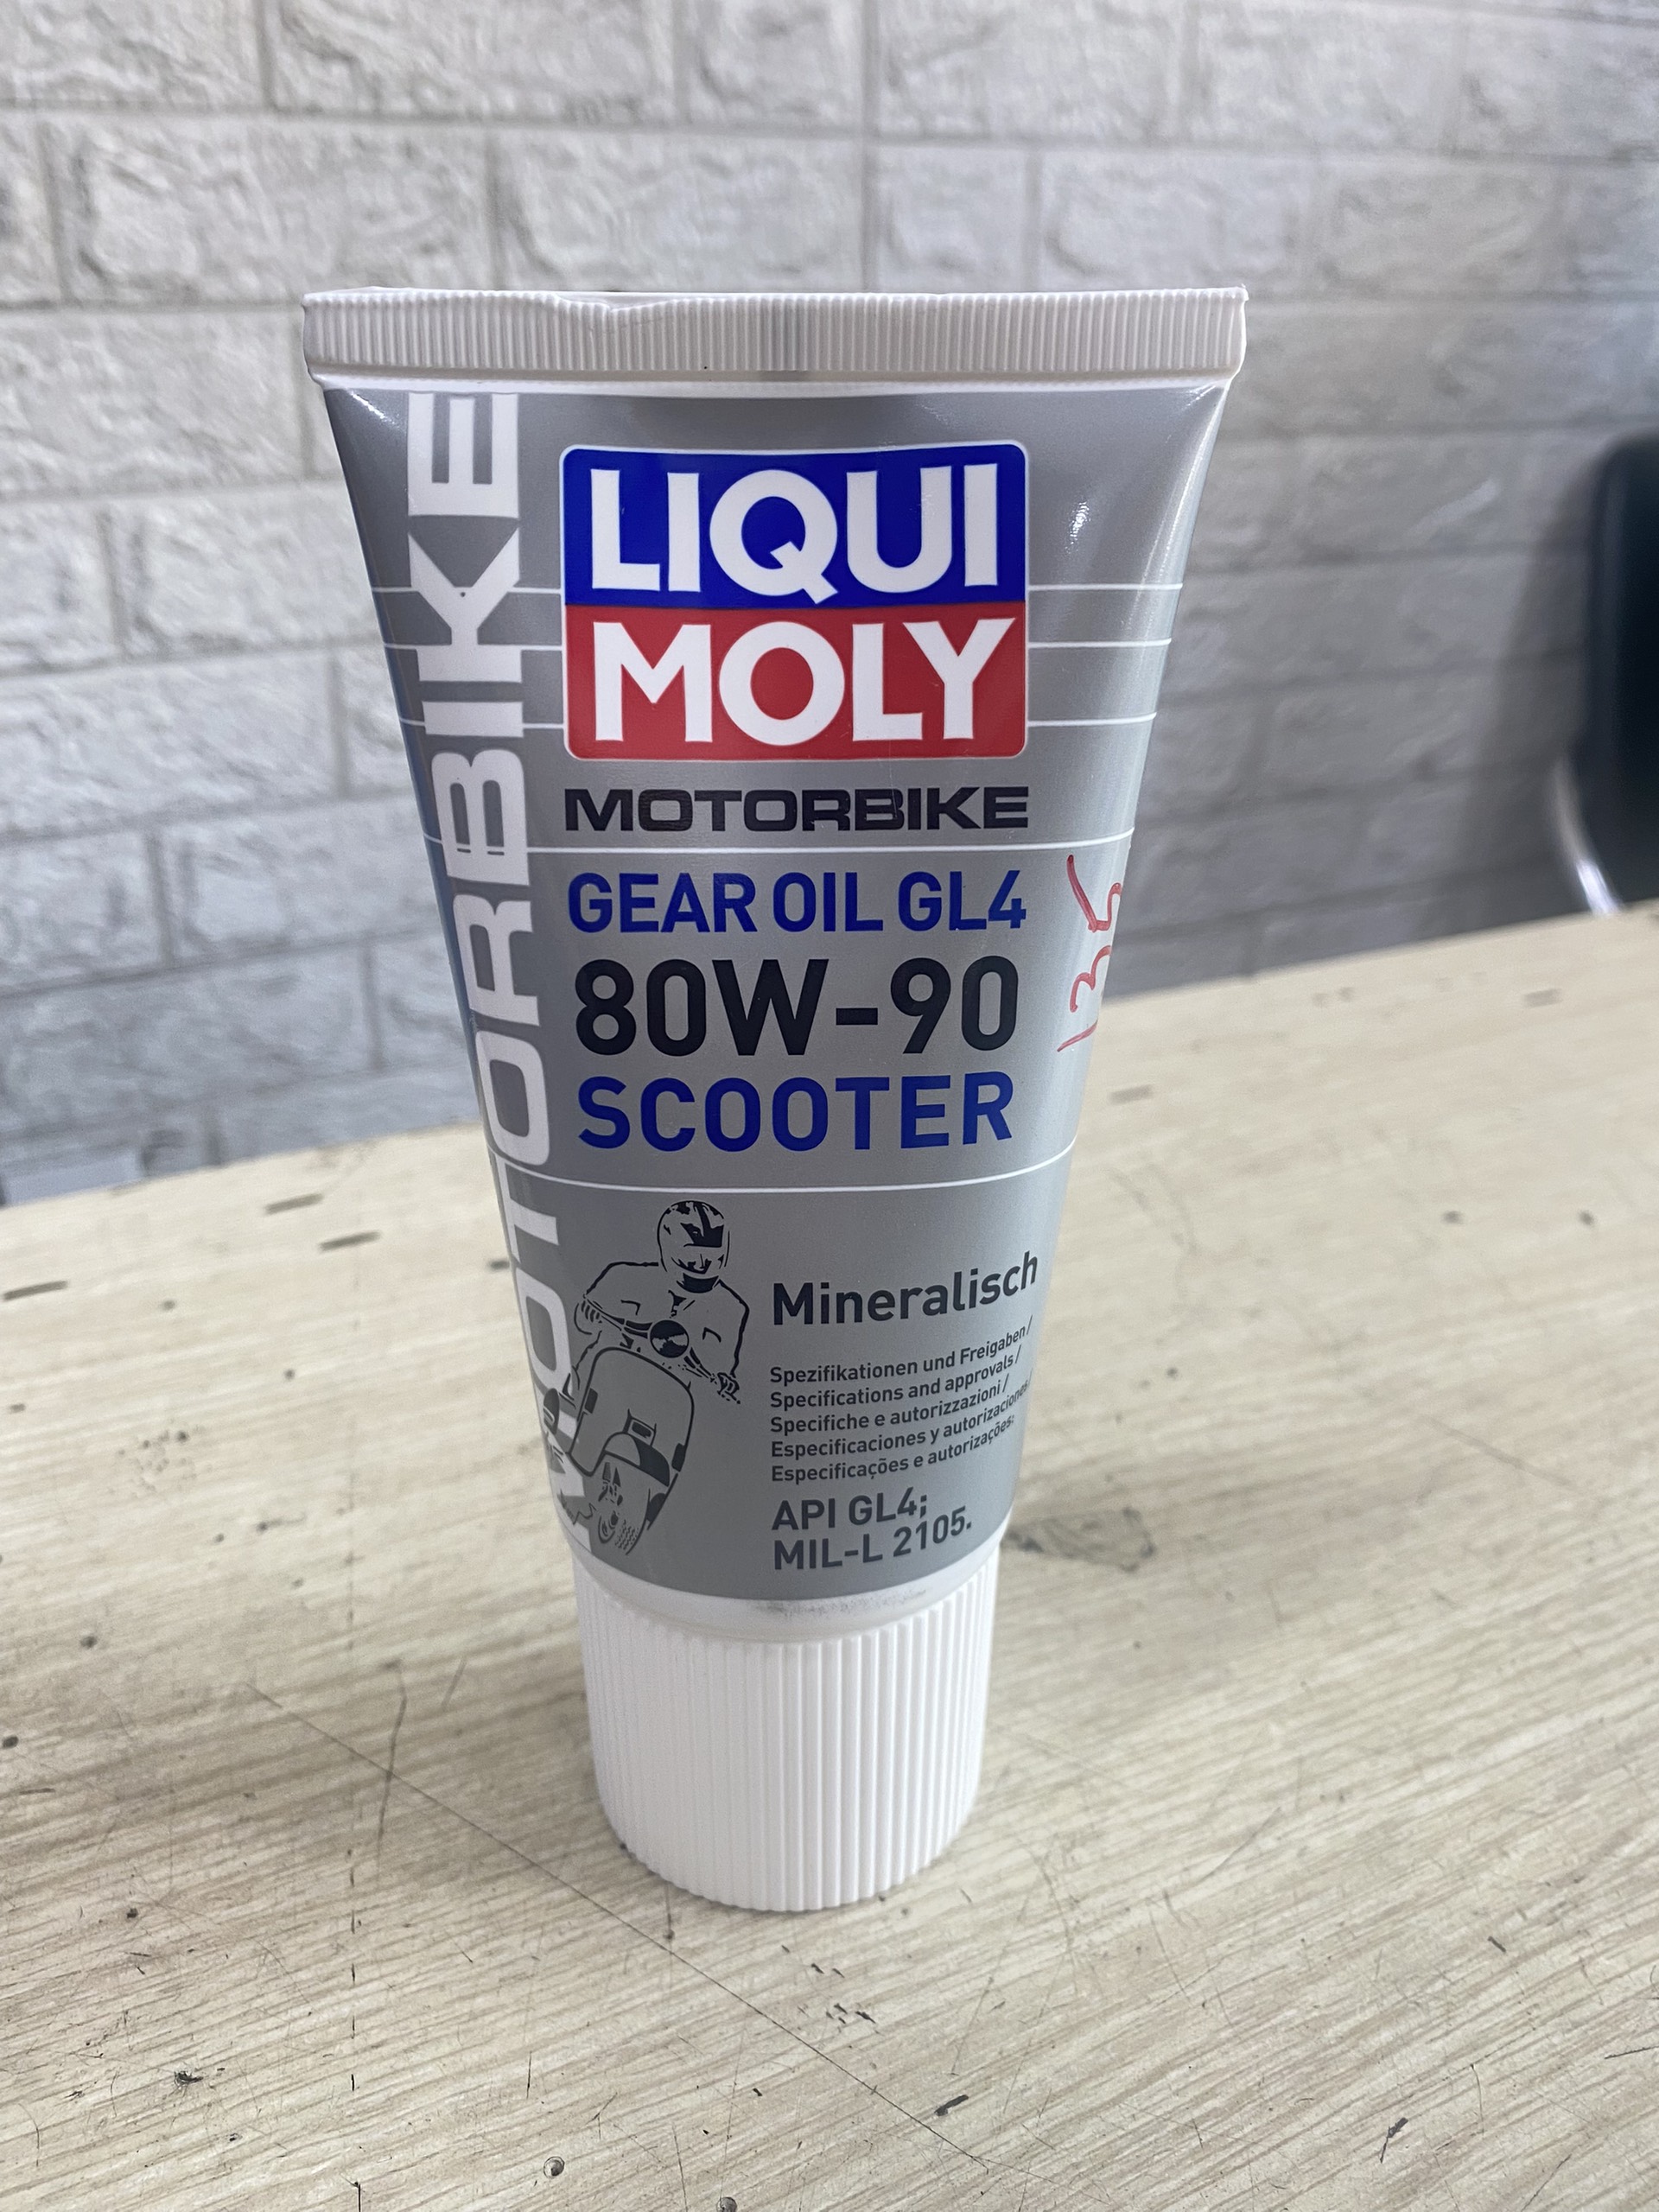 MOTORBIKE
LIQUI
MOLY
MOTORBIKE
GEAR OIL GL4
80W-90
SCOOTER
136
Mineralisch
Spezifikationen und Freigaben/
Specifications and approvals/
Specifiche e autorizzazioni/
Especificaciones y autorizaciones/
Especificações e autorizações:
API GL4;
MIL-L 2105.